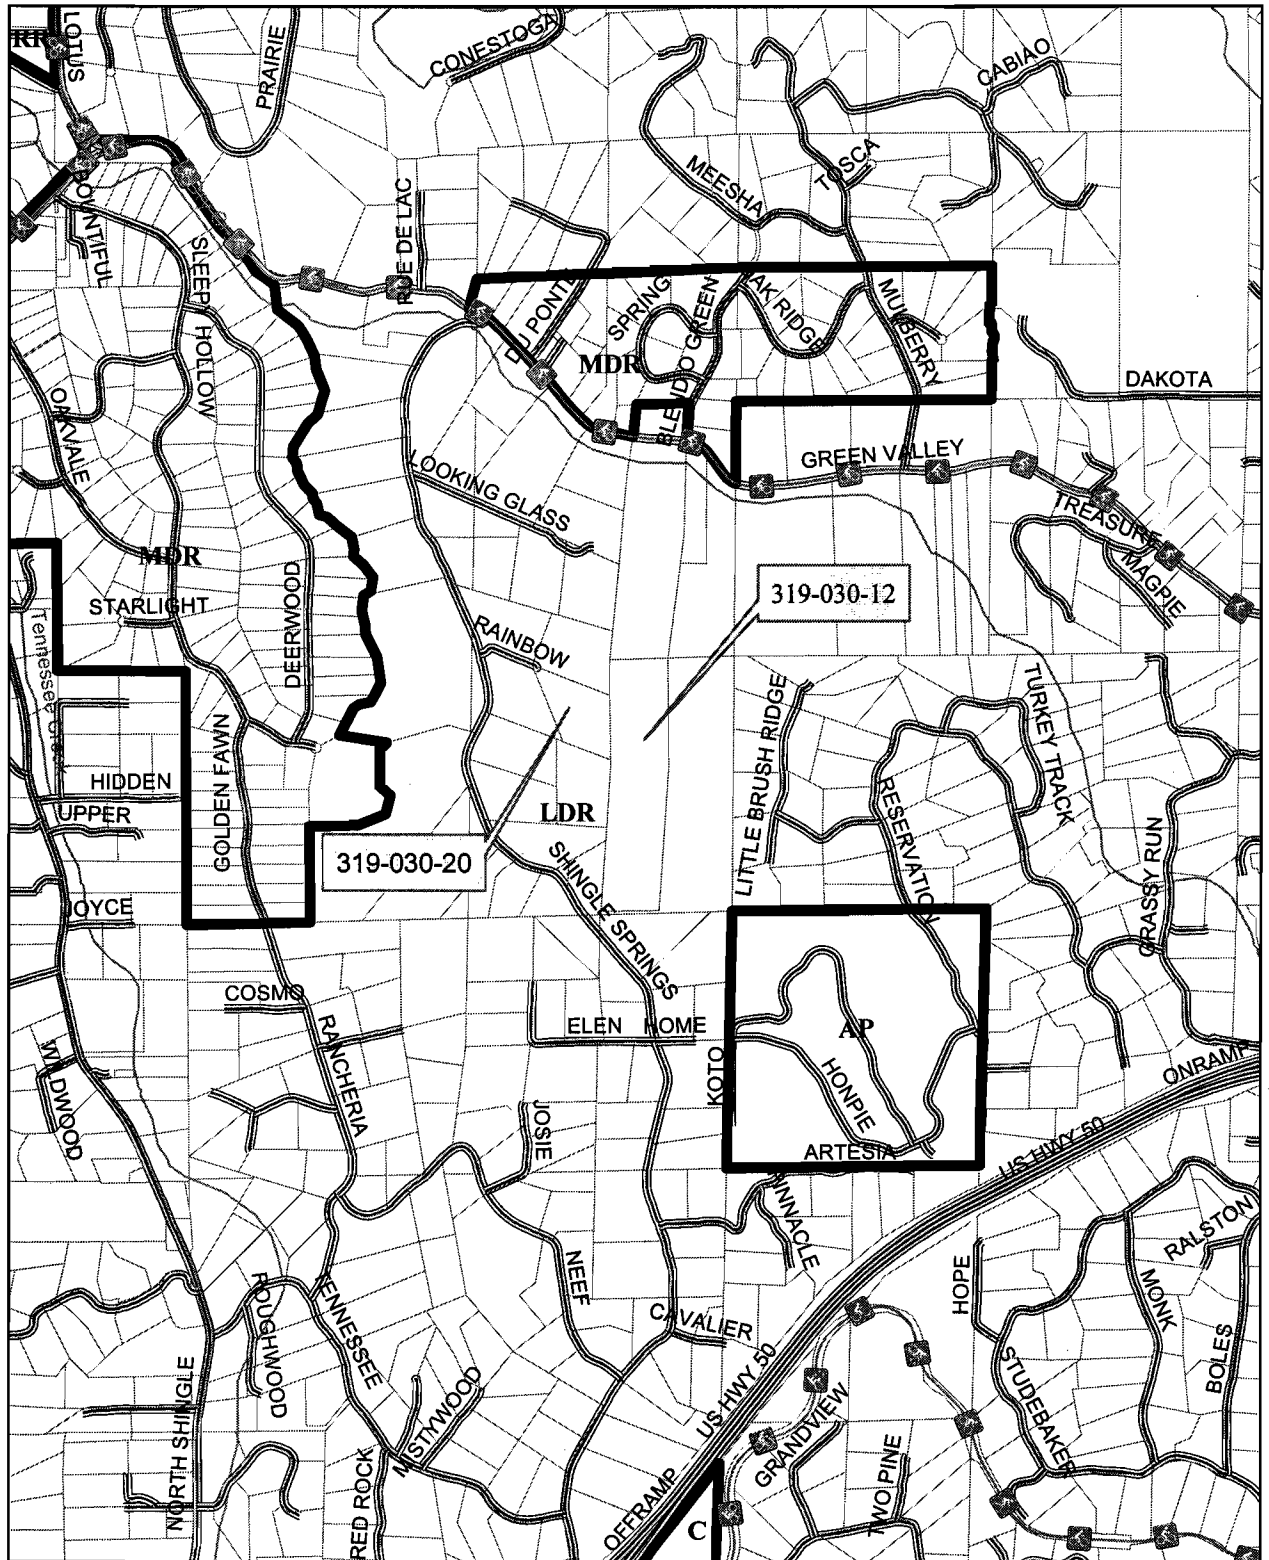 RR
LOTUS
PRAIRIE
CONESTOGA
CABIAO
TOSCA
MEESHA
BOUNTIFUL
SLEEPY HOLLOW
RUE DE LAC
DU PONT
SPRING
BLEN
O GREEN
OAK RIDGE
MULBERRY
MDR
DAKOTA
OAKVALE
GREEN VALLEY
LOOKING GLASS
TREASURE
MAGPIE
MDR
STARLIGHT
DEERWOOD
319-030-12
Tennessee Creek
RAINBOW
LITTLE BRUSH RIDGE
TURKEY TRACK
HIDDEN
UPPER
GOLDEN FAWN
LDR
RESERVATION
GRASSY RUN
319-030-20
SHINGLE SPRINGS
JOYCE
COSMO
RANCHERIA
ELEN HOME
KOTO
AP
HONPIE
ARTESIA
ONRAMP
WILDWOOD
JOSIE
US HWY 50
PINNACLE
RALSTON
NEEF
HOPE
MONK
ROUGHWOOD
TENNESSEE
CAVALIER
BOLES
NORTH SHINGLE
MISTYWOOD
US HWY 50
GRANDVIEW
STUDEBAKER
TWO PINE
RED ROCK
OFFRAMP
C